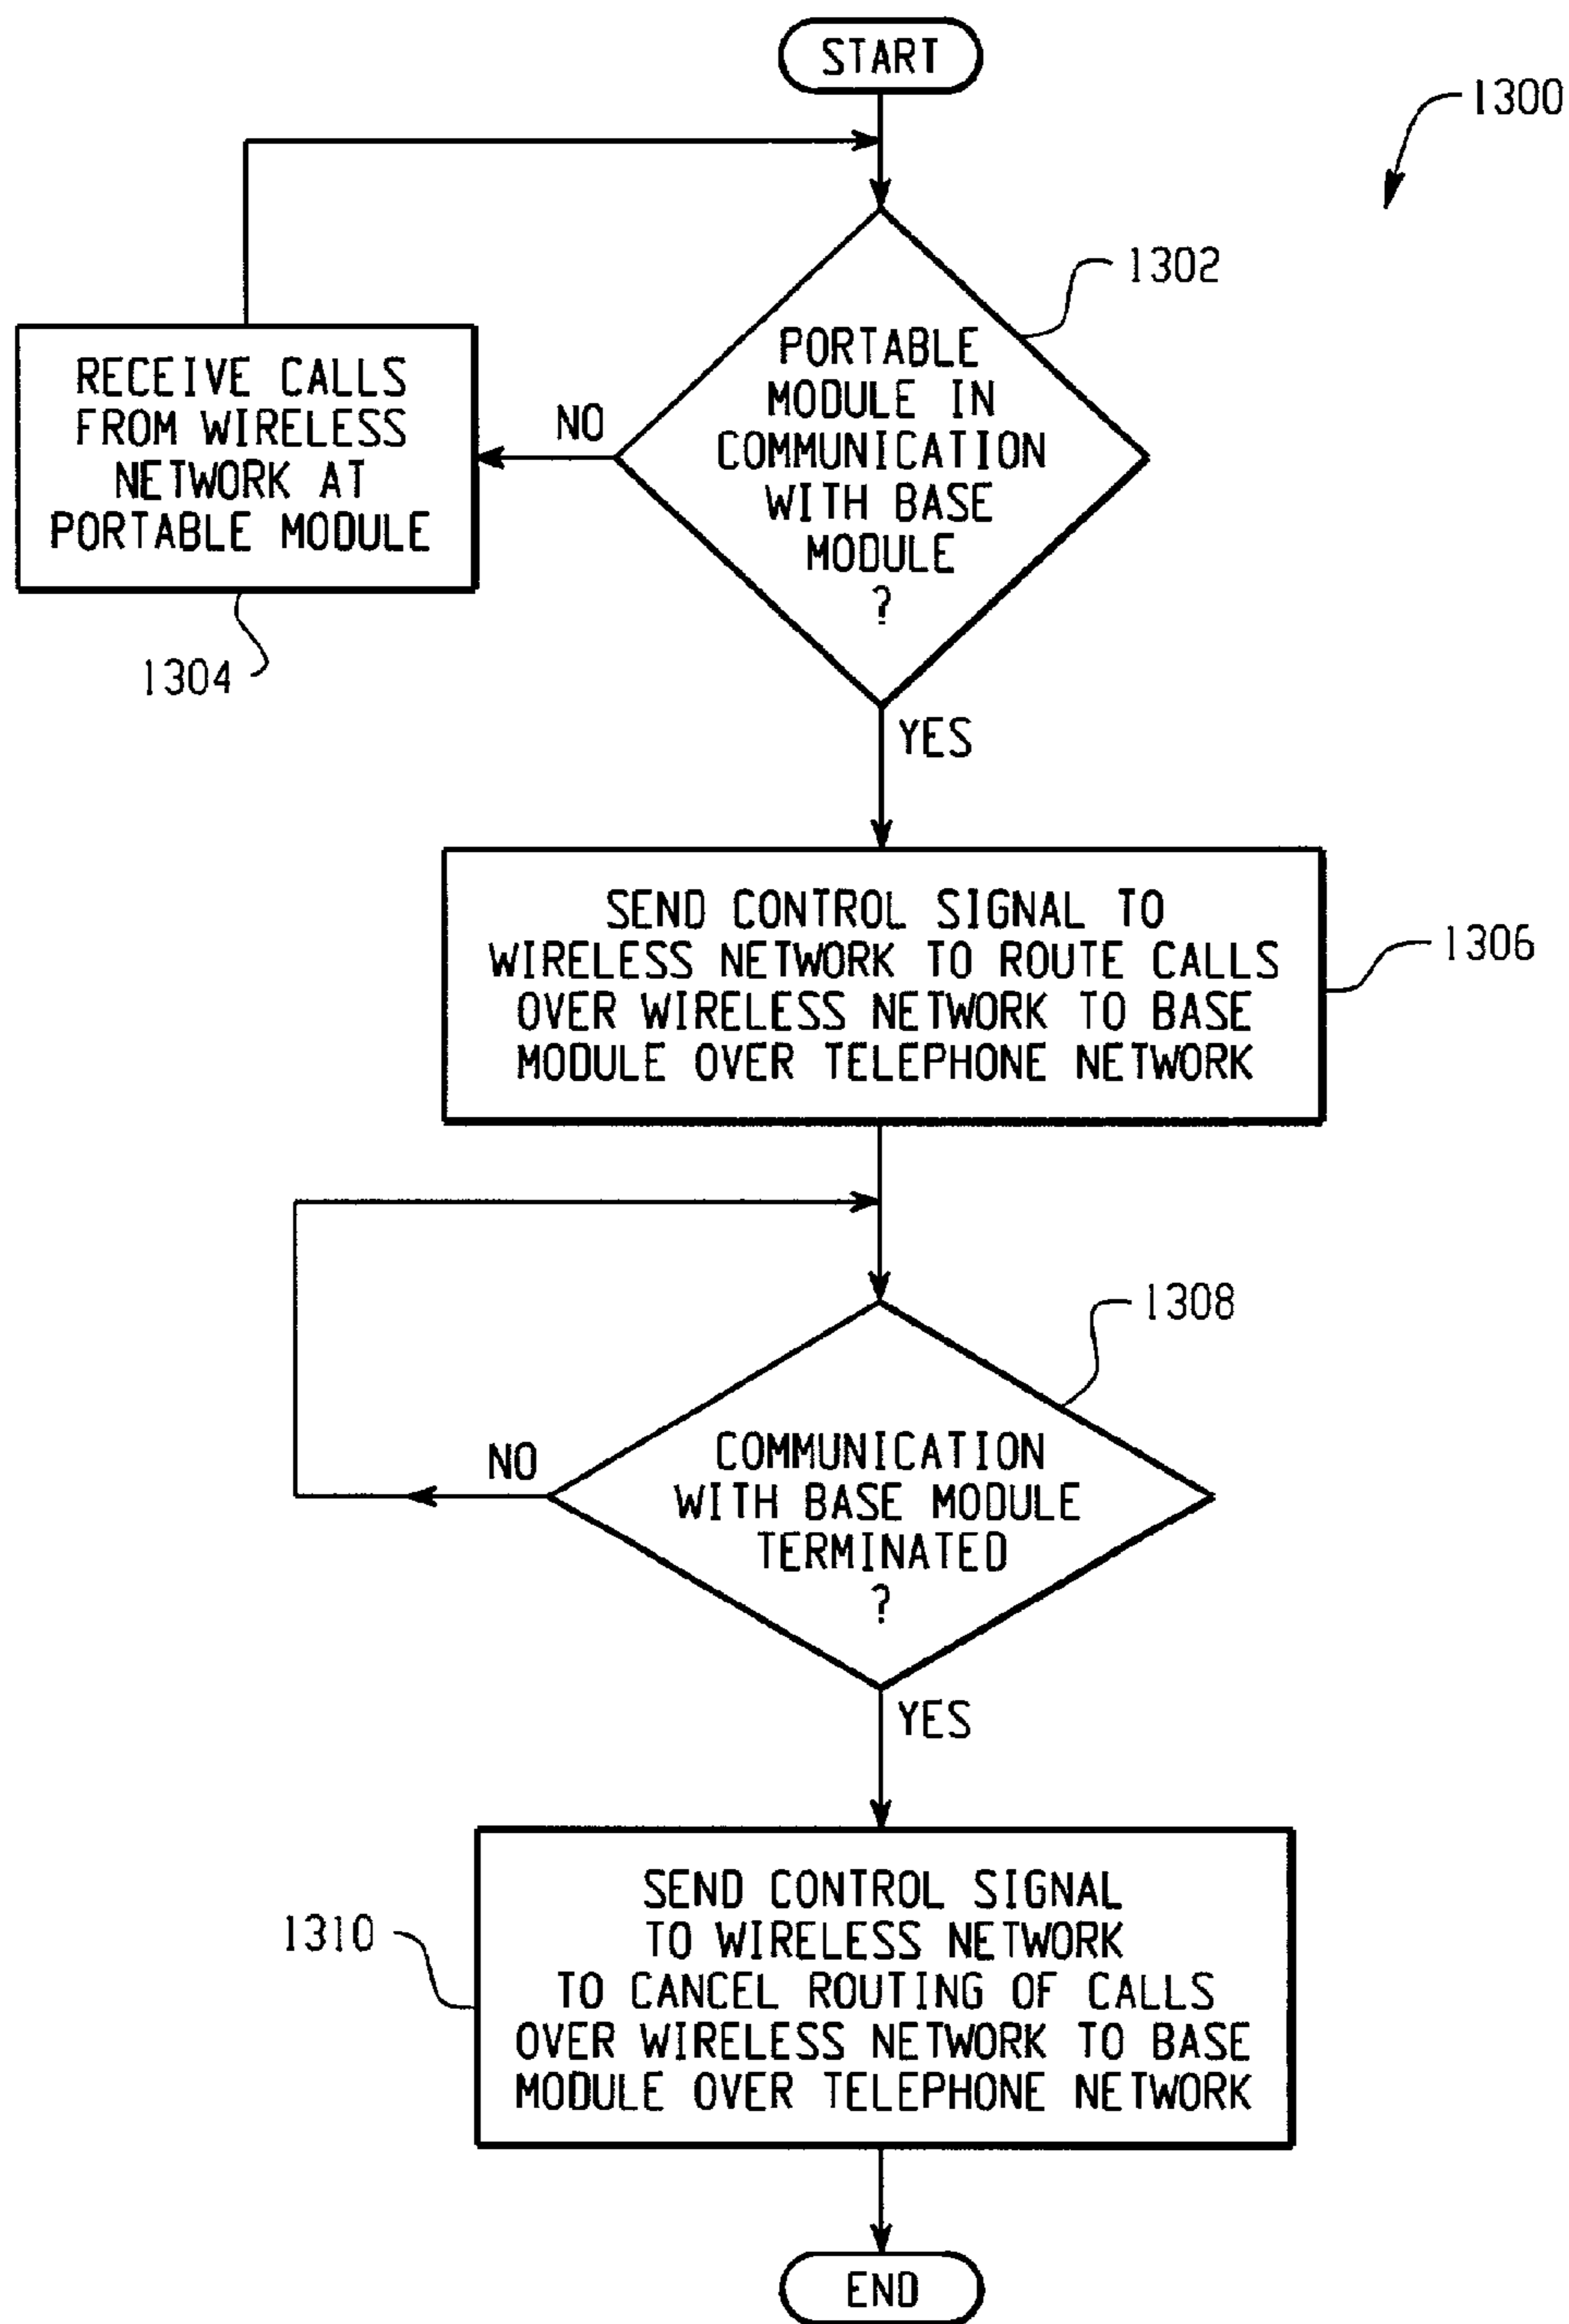 START
1300
1302
PORTABLE
MODULE IN
COMMUNICATION
WITH BASE
MODULE
?
NO
RECEIVE CALLS
FROM WIRELESS
NETWORK AT
PORTABLE MODULE
1304
YES
SEND CONTROL SIGNAL TO
WIRELESS NETWORK TO ROUTE CALLS
OVER WIRELESS NETWORK TO BASE
MODULE OVER TELEPHONE NETWORK
1306
1308
COMMUNICATION
WITH BASE MODULE
TERMINATED
?
NO
YES
SEND CONTROL SIGNAL
TO WIRELESS NETWORK
TO CANCEL ROUTING OF CALLS
OVER WIRELESS NETWORK TO BASE
MODULE OVER TELEPHONE NETWORK
1310
END